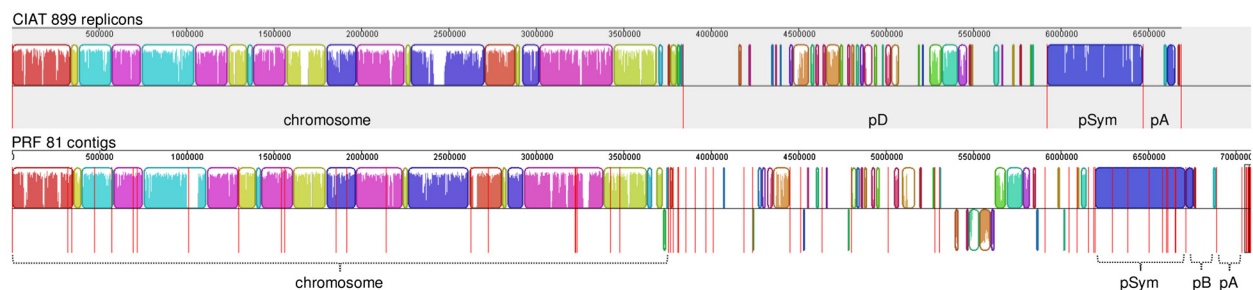 CIAT 899 replicons
500000 1000000 1500000 2000000 2500000 3000000 3500000 4000000 4500000 5000000 5500000 6000000 6500000
chromosome pD pSym pA
PRF 81 contigs
500000 1000000 1500000 2000000 2500000 3000000 3500000 4000000 4500000 5000000 5500000 6000000 6500000 7000000
chromosome pSym pB pA